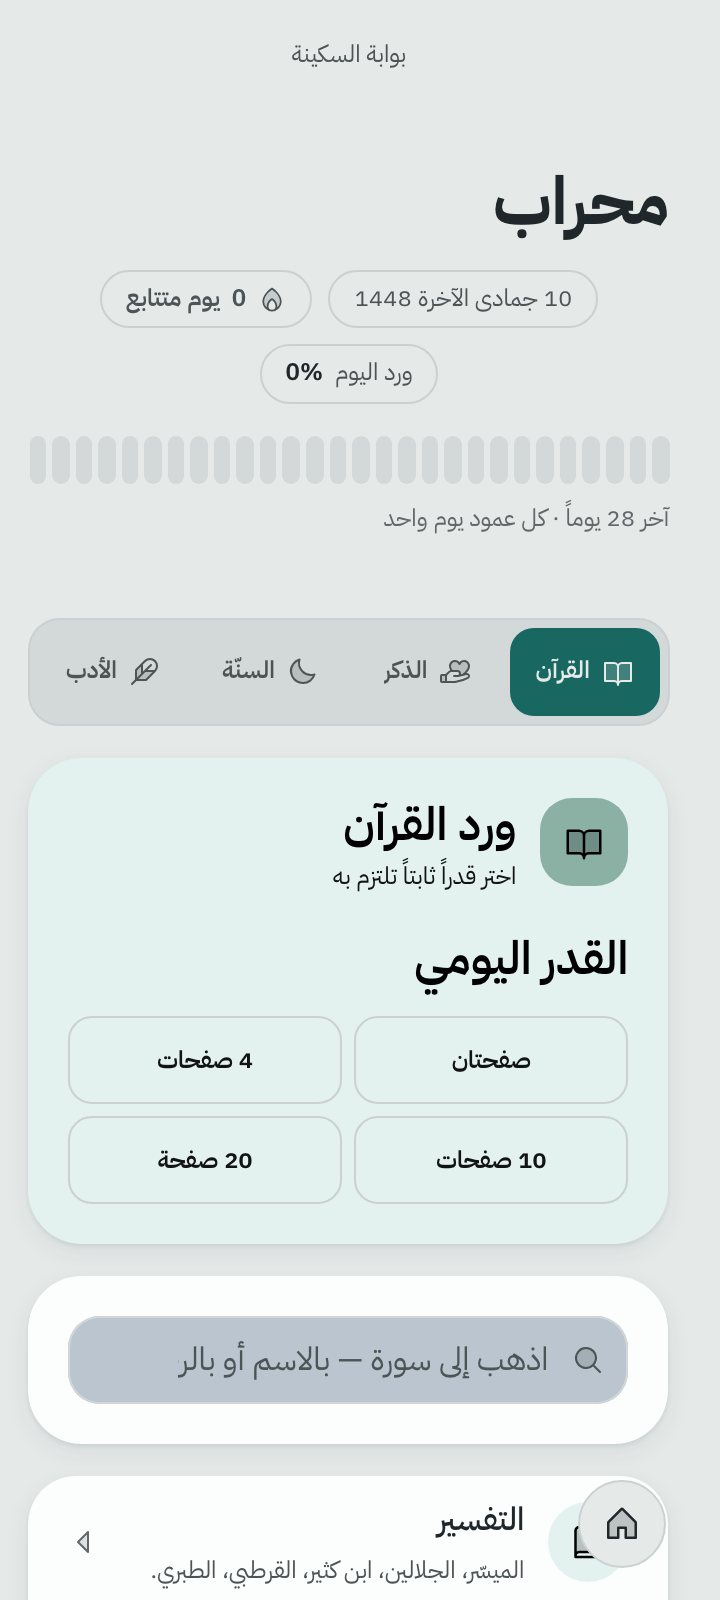 بوابة السكينة
محراب
10 جمادى الآخرة 1448
0 يوم متتابع
ورد اليوم 0%
آخر 28 يوماً · كل عمود يوم واحد
القرآن
الذكر
السنّة
الأدب
ورد القرآن
اختر قدراً ثابتاً تلتزم به
القدر اليومي
صفحتان
4 صفحات
10 صفحات
20 صفحة
اذهب إلى سورة — بالاسم أو
التفسير
الميسّر، الجلالين، ابن كثير، القرطبي، الطبري.